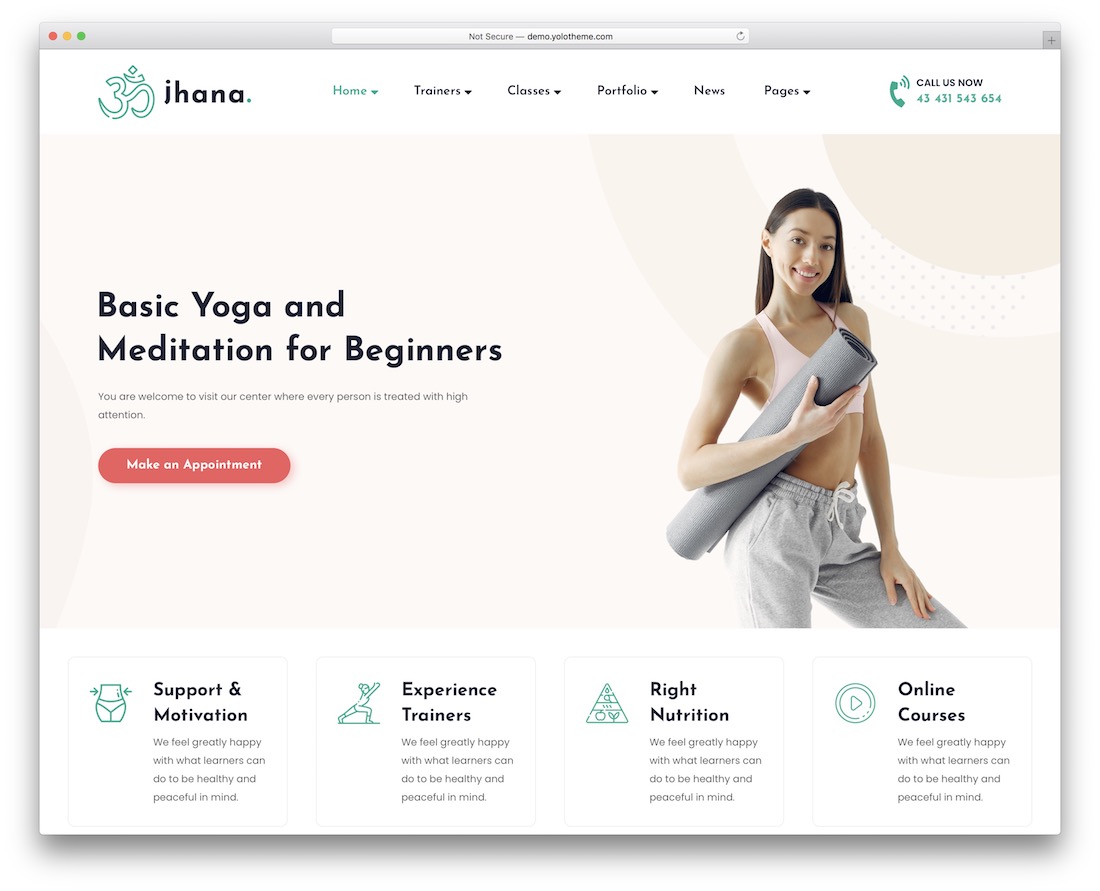 Not Secure — demo.yolotheme.com
jhana.
Home
Trainers
Classes
Portfolio
News
Pages
CALL US NOW
43 431 543 654
Basic Yoga and
Meditation for Beginners
You are welcome to visit our center where every person is treated with high
attention.
Make an Appointment
Support &
Motivation
We feel greatly happy
with what learners can
do to be healthy and
peaceful in mind.
Experience
Trainers
We feel greatly happy
with what learners can
do to be healthy and
peaceful in mind.
Right
Nutrition
We feel greatly happy
with what learners can
do to be healthy and
peaceful in mind.
Online
Courses
We feel greatly happy
with what learners can
do to be healthy and
peaceful in mind.